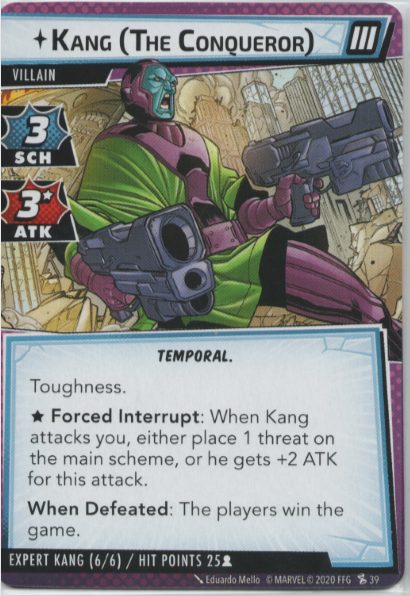 KANG (THE CONQUEROR)
III
VILLAIN
3
SCH
3★
ATK
TEMPORAL.
Toughness.
★ Forced Interrupt: When Kang
attacks you, either place 1 threat on
the main scheme, or he gets +2 ATK
for this attack.
When Defeated: The players win the
game.
EXPERT KANG (6/6) / HIT POINTS 25
Eduardo Mello © MARVEL © 2020 FFG 39